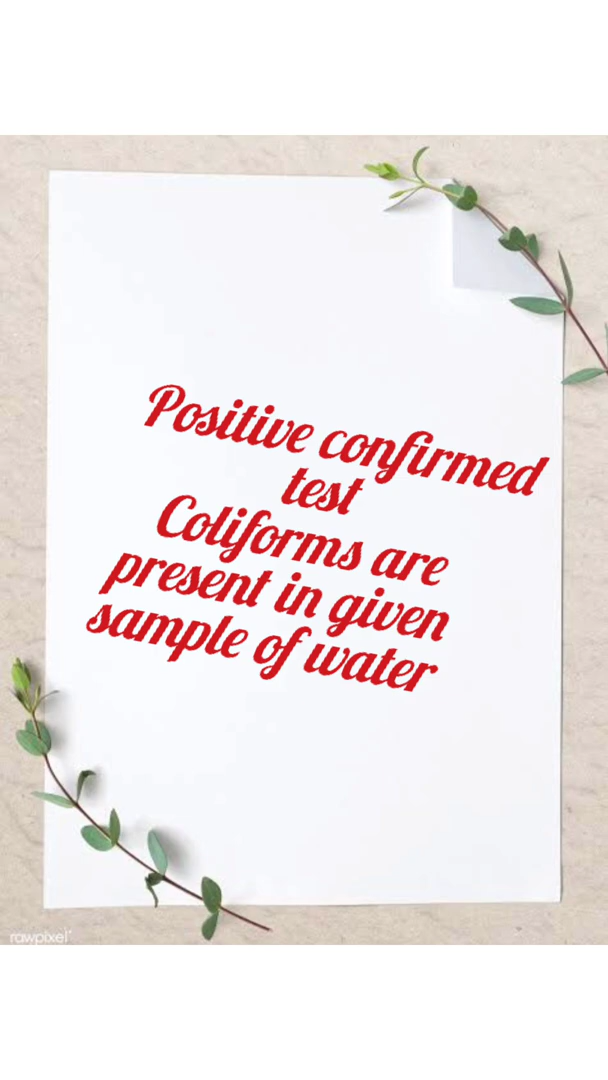 Positive confirmed
test
Coliforms are
present in given
sample of water
rawpixel